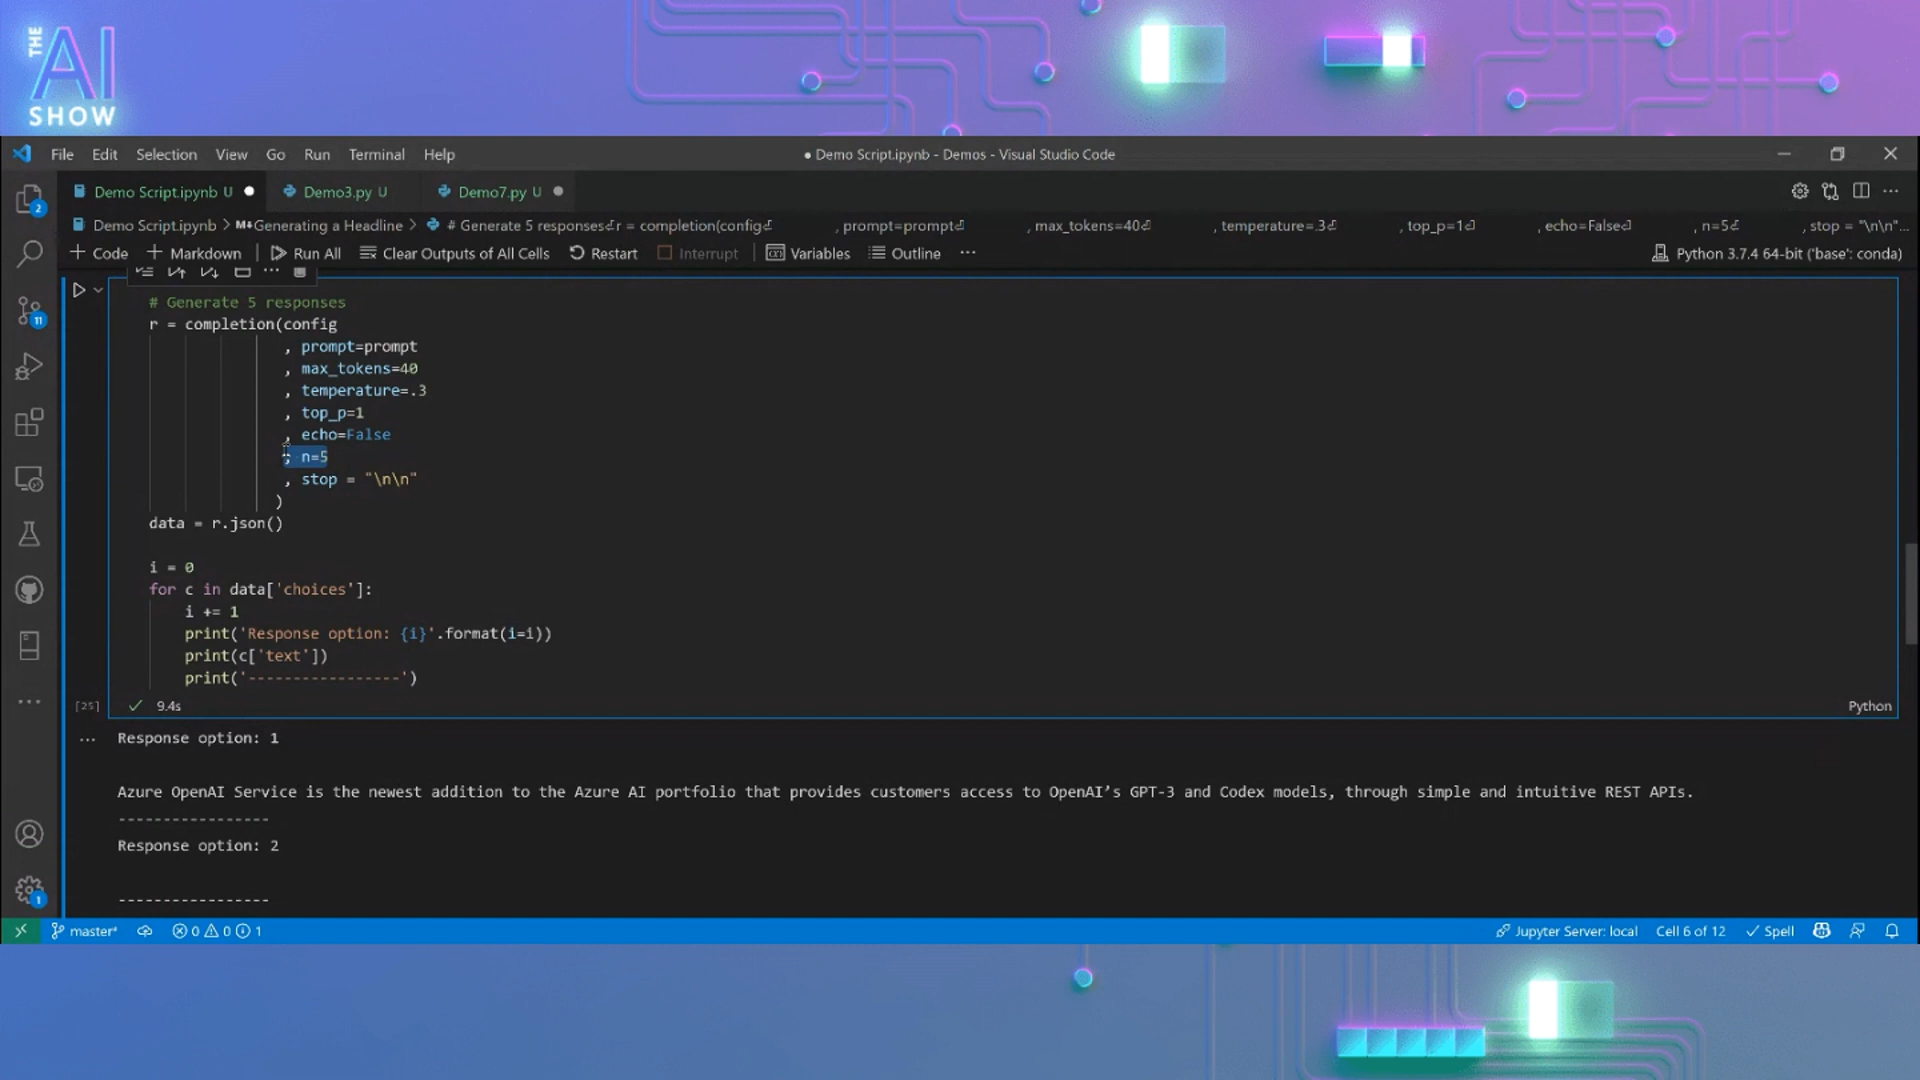 THE
AI
SHOW
File Edit Selection View Go Run Terminal Help
● Demo Script.ipynb - Demos - Visual Studio Code
Demo Script.ipynb U ● Demo3.py U Demo7.py U ●
Demo Script.ipynb > M↓Generating a Headline > # Generate 5 responses↲r = completion(config↲ , prompt=prompt↲ , max_tokens=40↲ , temperature=.3↲ , top_p=1↲ , echo=False↲ , n=5↲ , stop = "\n\n"...
+ Code + Markdown | Run All Clear Outputs of All Cells Restart Interrupt | Variables Outline ...
Python 3.7.4 64-bit ('base': conda)
2
11
1
# Generate 5 responses
r = completion(config
, prompt=prompt
, max_tokens=40
, temperature=.3
, top_p=1
, echo=False
, n=5
, stop = "\n\n"
)
data = r.json()
i = 0
for c in data['choices']:
i += 1
print('Response option: {i}'.format(i=i))
print(c['text'])
print('-----------------')
[25] ✓ 9.4s
Python
... Response option: 1
Azure OpenAI Service is the newest addition to the Azure AI portfolio that provides customers access to OpenAI’s GPT-3 and Codex models, through simple and intuitive REST APIs.
-----------------
Response option: 2
-----------------
master* 0 0 1
Jupyter Server: local Cell 6 of 12 ✓ Spell